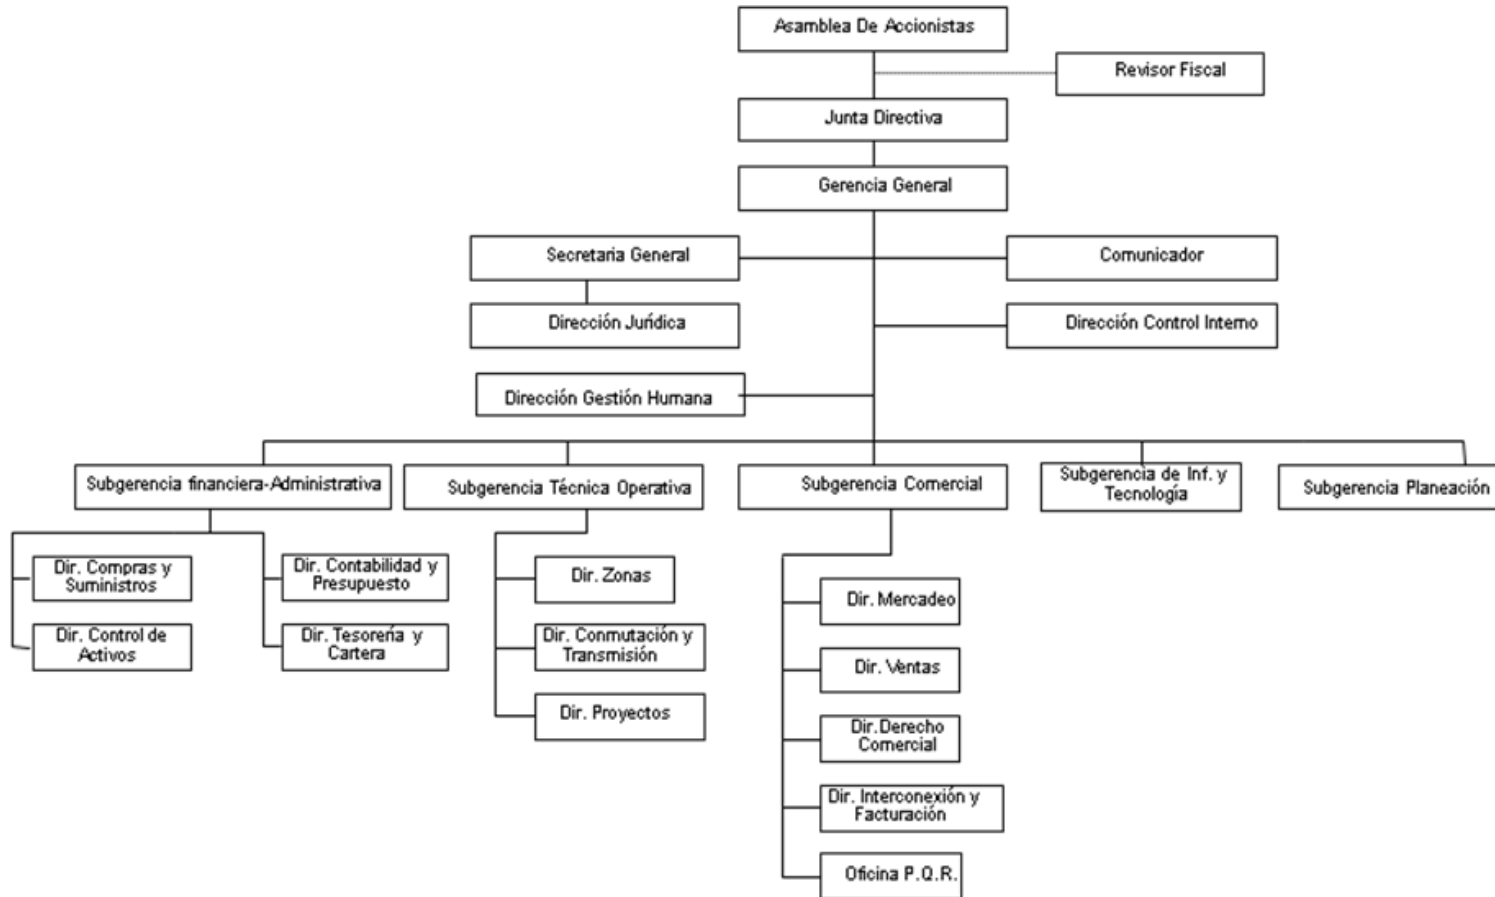 Asamblea De Accionistas
Revisor Fiscal
Junta Directiva
Gerencia General
Secretaria General
Comunicador
Dirección Jurídica
Dirección Control Interno
Dirección Gestión Humana
Subgerencia financiera-Administrativa
Subgerencia Técnica Operativa
Subgerencia Comercial
Subgerencia de Inf. y
Tecnología
Subgerencia Planeación
Dir. Compras y
Suministros
Dir. Contabilidad y
Presupuesto
Dir. Control de
Activos
Dir. Tesorería y
Cartera
Dir. Zonas
Dir. Conmutación y
Transmisión
Dir. Proyectos
Dir. Mercadeo
Dir. Ventas
Dir.Derecho
Comercial
Dir. Interconexión y
Facturación
Oficina P.Q.R.